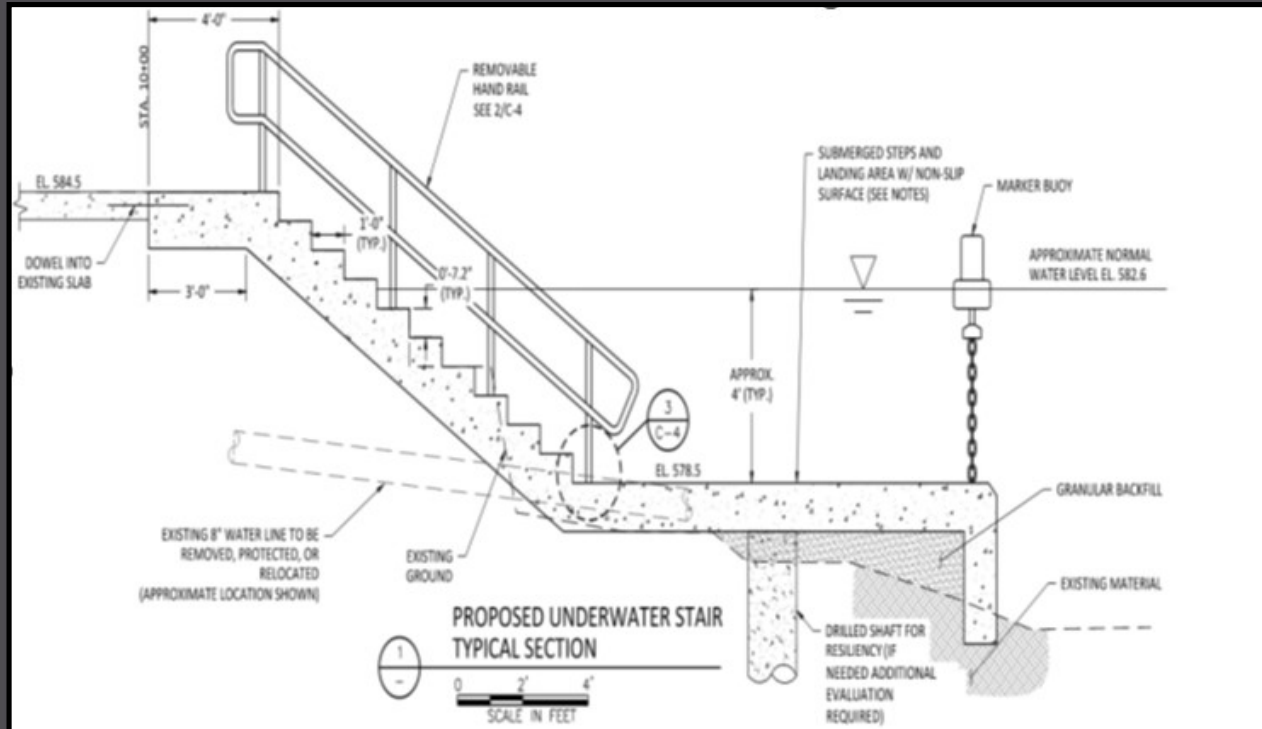 4'-0"
STA. 10+00
REMOVABLE
HAND RAIL
SEE 2/C-4
SUBMERGED STEPS AND
LANDING AREA W/ NON-SLIP
SURFACE (SEE NOTES)
MARKER BUOY
EL. 584.5
1'-0"
(TYP.)
DOWEL INTO
EXISTING SLAB
0'-7.2"
(TYP.)
APPROXIMATE NORMAL
WATER LEVEL EL. 582.6
3'-0"
APPROX.
4' (TYP.)
3
C-4
EL. 578.5
GRANULAR BACKFILL
EXISTING 8" WATER LINE TO BE
REMOVED, PROTECTED, OR
RELOCATED
(APPROXIMATE LOCATION SHOWN)
EXISTING
GROUND
EXISTING MATERIAL
1
-
PROPOSED UNDERWATER STAIR
TYPICAL SECTION
DRILLED SHAFT FOR
RESILIENCY (IF
NEEDED ADDITIONAL
EVALUATION
REQUIRED)
0 2' 4'
SCALE IN FEET